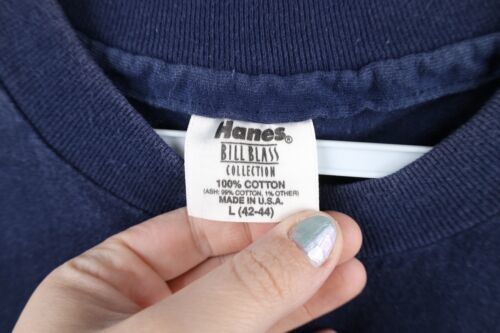 Hanes®
BILL BLASS
COLLECTION
100% COTTON
(ASH: 99% COTTON, 1% OTHER)
MADE IN U.S.A.
L (42-44)